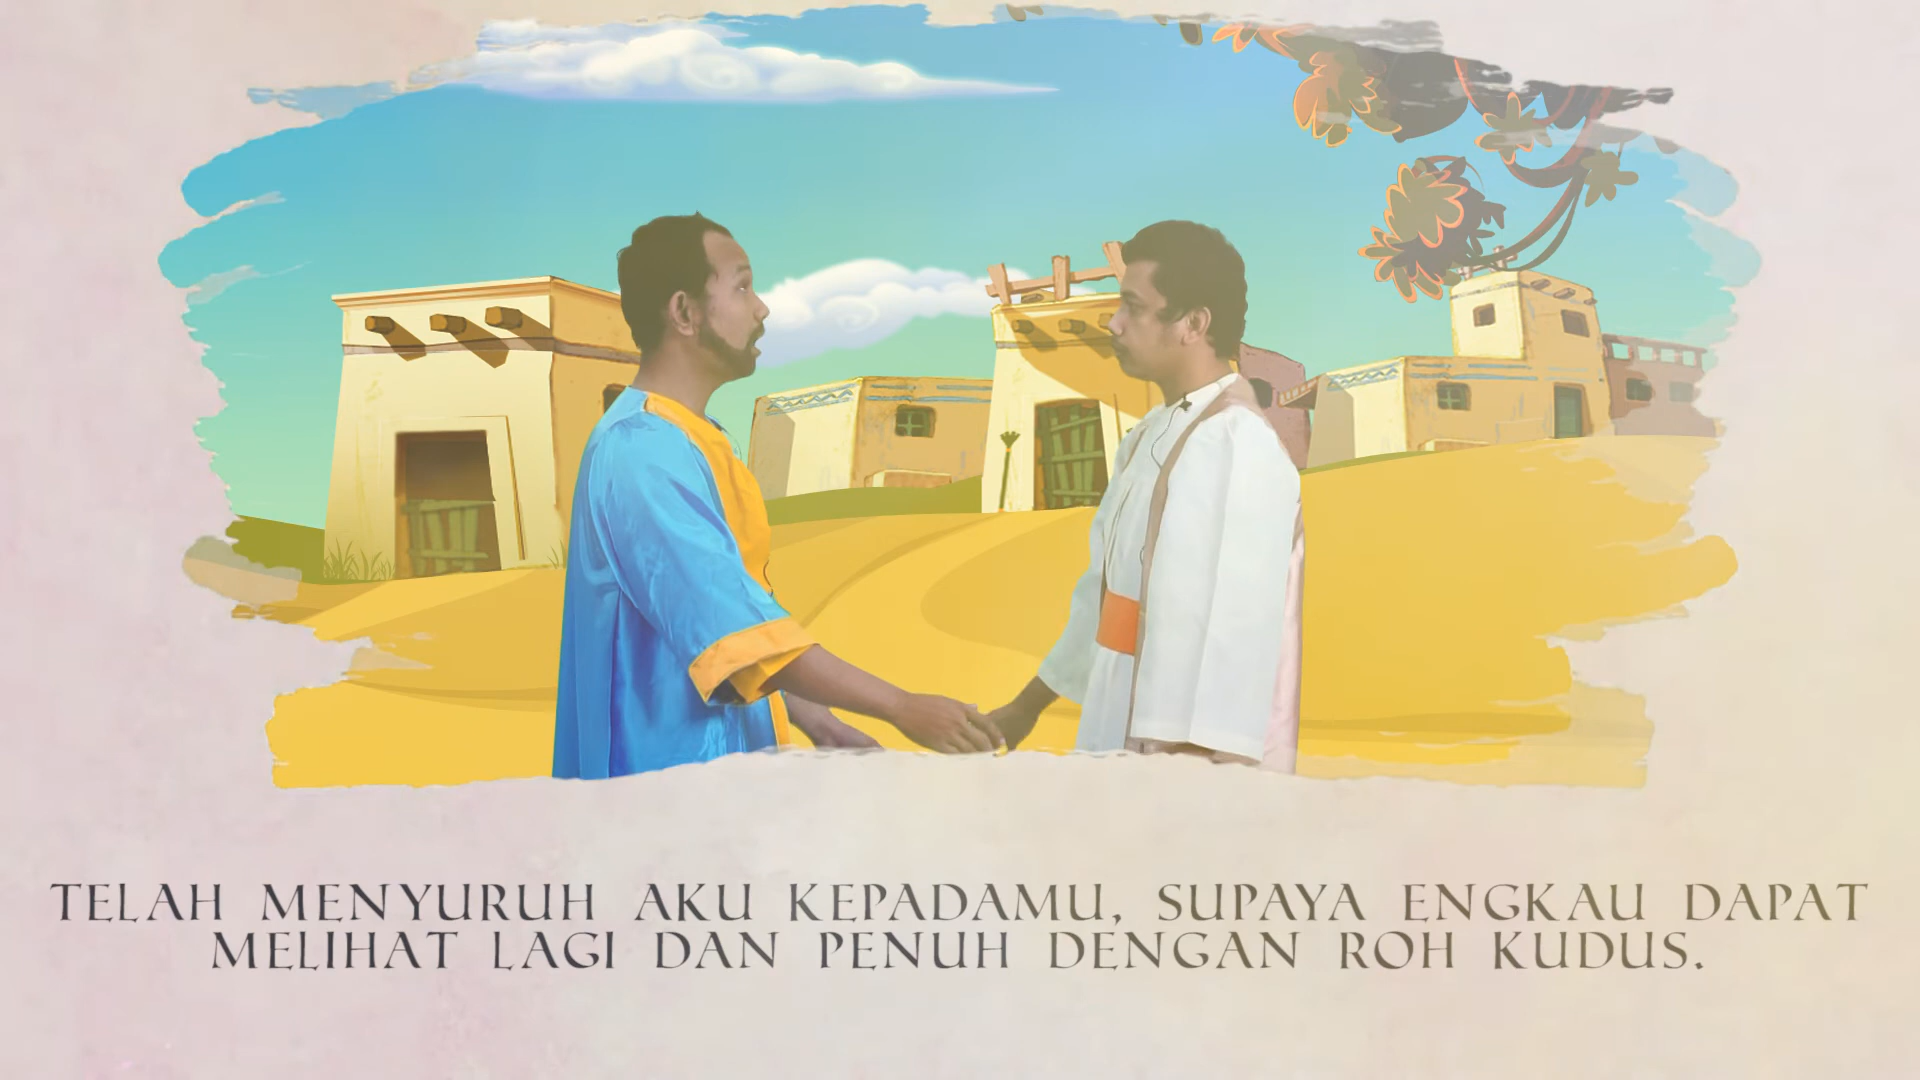 TELAH MENYURUH AKU KEPADAMU, SUPAYA ENGKAU DAPAT
MELIHAT LAGI DAN PENUH DENGAN ROH KUDUS.